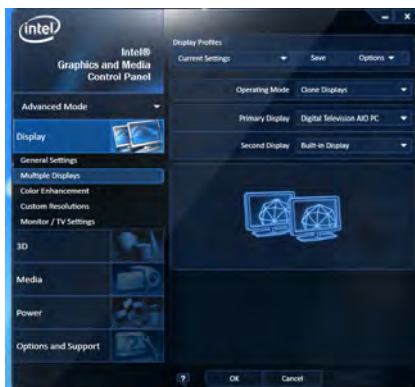 intel
Intel®
Graphics and Media
Control Panel
Advanced Mode
Display
General Settings
Multiple Displays
Color Enhancement
Custom Resolutions
Monitor / TV Settings
3D
Media
Power
Options and Support
Display Profiles
Current Settings Save Options
Operating Mode Clone Displays
Primary Display Digital Television AIO PC
Second Display Built-in Display
? OK Cancel